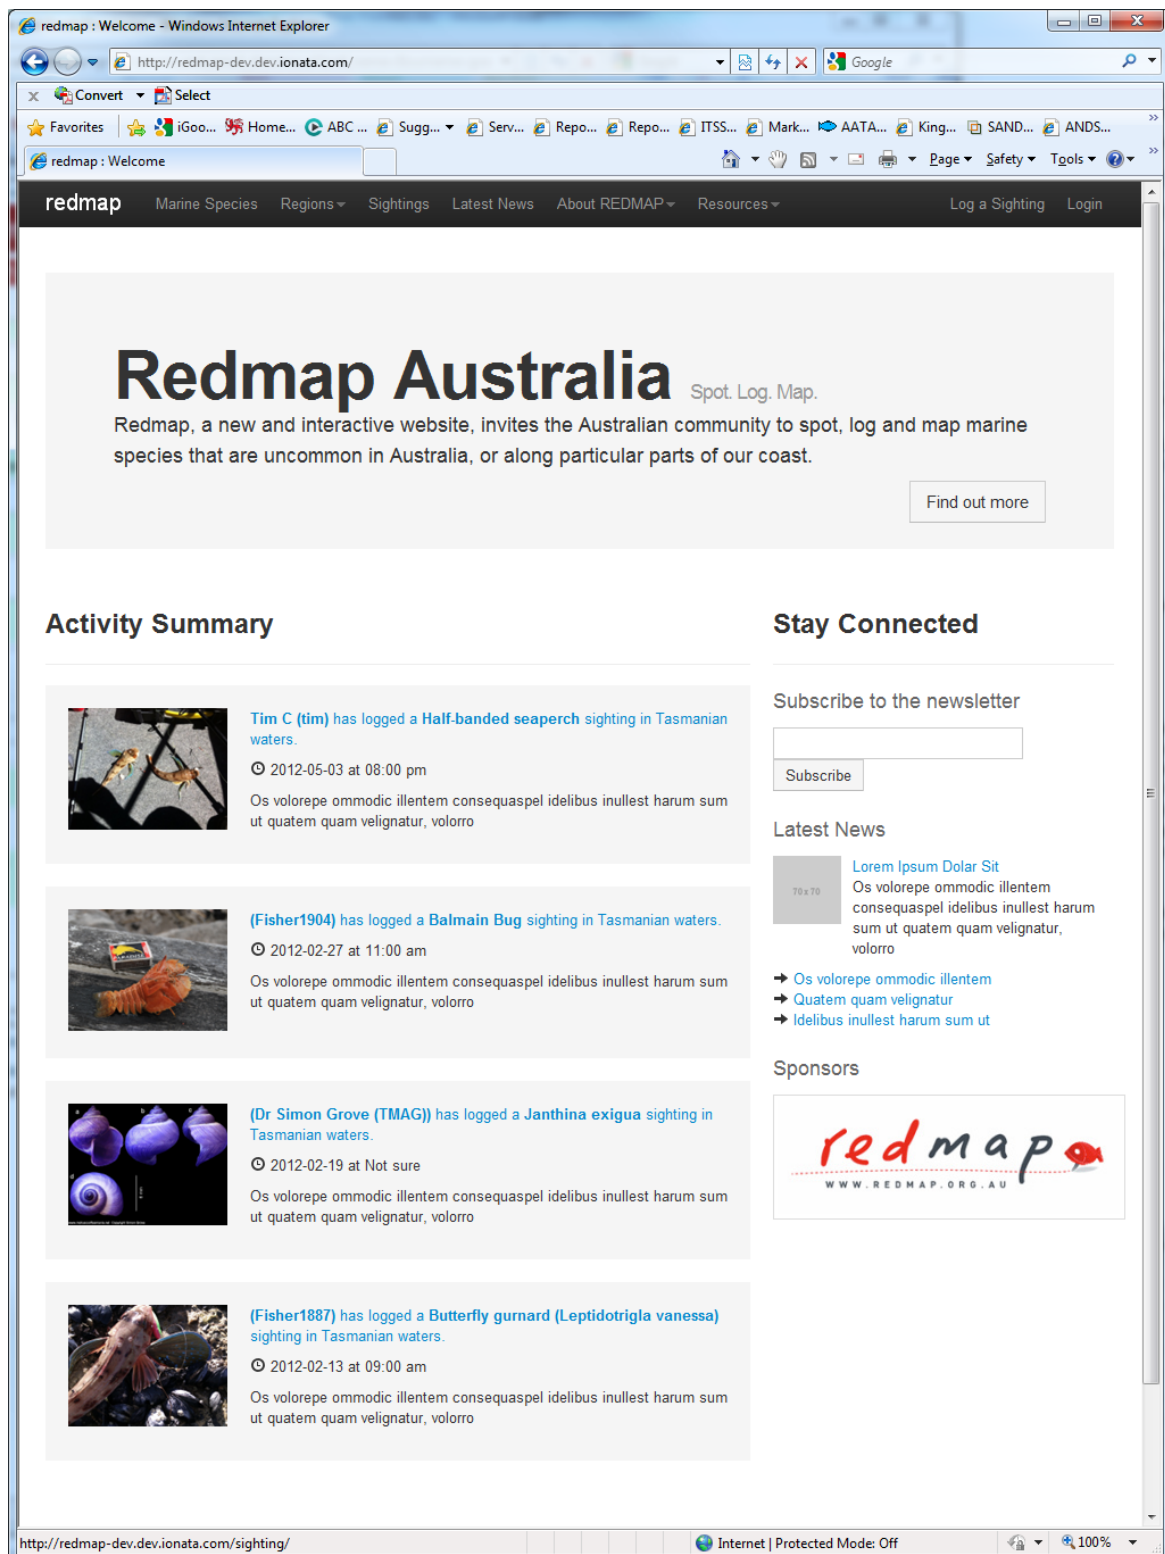 redmap : Welcome - Windows Internet Explorer
http://redmap-dev.dev.ionata.com/
Google
x Convert Select
Favorites iGoo... Home... ABC ... Sugg... Serv... Repo... Repo... ITSS... Mark... AATA... King... SAND... ANDS...
redmap : Welcome
Page Safety Tools
redmap Marine Species Regions Sightings Latest News About REDMAP Resources Log a Sighting Login
Redmap Australia Spot. Log. Map.
Redmap, a new and interactive website, invites the Australian community to spot, log and map marine
species that are uncommon in Australia, or along particular parts of our coast.
Find out more
Activity Summary
Tim C (tim) has logged a Half-banded seaperch sighting in Tasmanian
waters.
2012-05-03 at 08:00 pm
Os volorepe ommodic illentem consequaspel idelibus inullest harum sum
ut quatem quam velignatur, volorro
(Fisher1904) has logged a Balmain Bug sighting in Tasmanian waters.
2012-02-27 at 11:00 am
Os volorepe ommodic illentem consequaspel idelibus inullest harum sum
ut quatem quam velignatur, volorro
(Dr Simon Grove (TMAG)) has logged a Janthina exigua sighting in
Tasmanian waters.
2012-02-19 at Not sure
Os volorepe ommodic illentem consequaspel idelibus inullest harum sum
ut quatem quam velignatur, volorro
(Fisher1887) has logged a Butterfly gurnard (Leptidotrigla vanessa)
sighting in Tasmanian waters.
2012-02-13 at 09:00 am
Os volorepe ommodic illentem consequaspel idelibus inullest harum sum
ut quatem quam velignatur, volorro
Stay Connected
Subscribe to the newsletter
Subscribe
Latest News
70 x 70
Lorem Ipsum Dolar Sit
Os volorepe ommodic illentem
consequaspel idelibus inullest harum
sum ut quatem quam velignatur,
volorro
Os volorepe ommodic illentem
Quatem quam velignatur
Idelibus inullest harum sum ut
Sponsors
redmap
WWW.REDMAP.ORG.AU
http://redmap-dev.dev.ionata.com/sighting/
Internet | Protected Mode: Off
100%